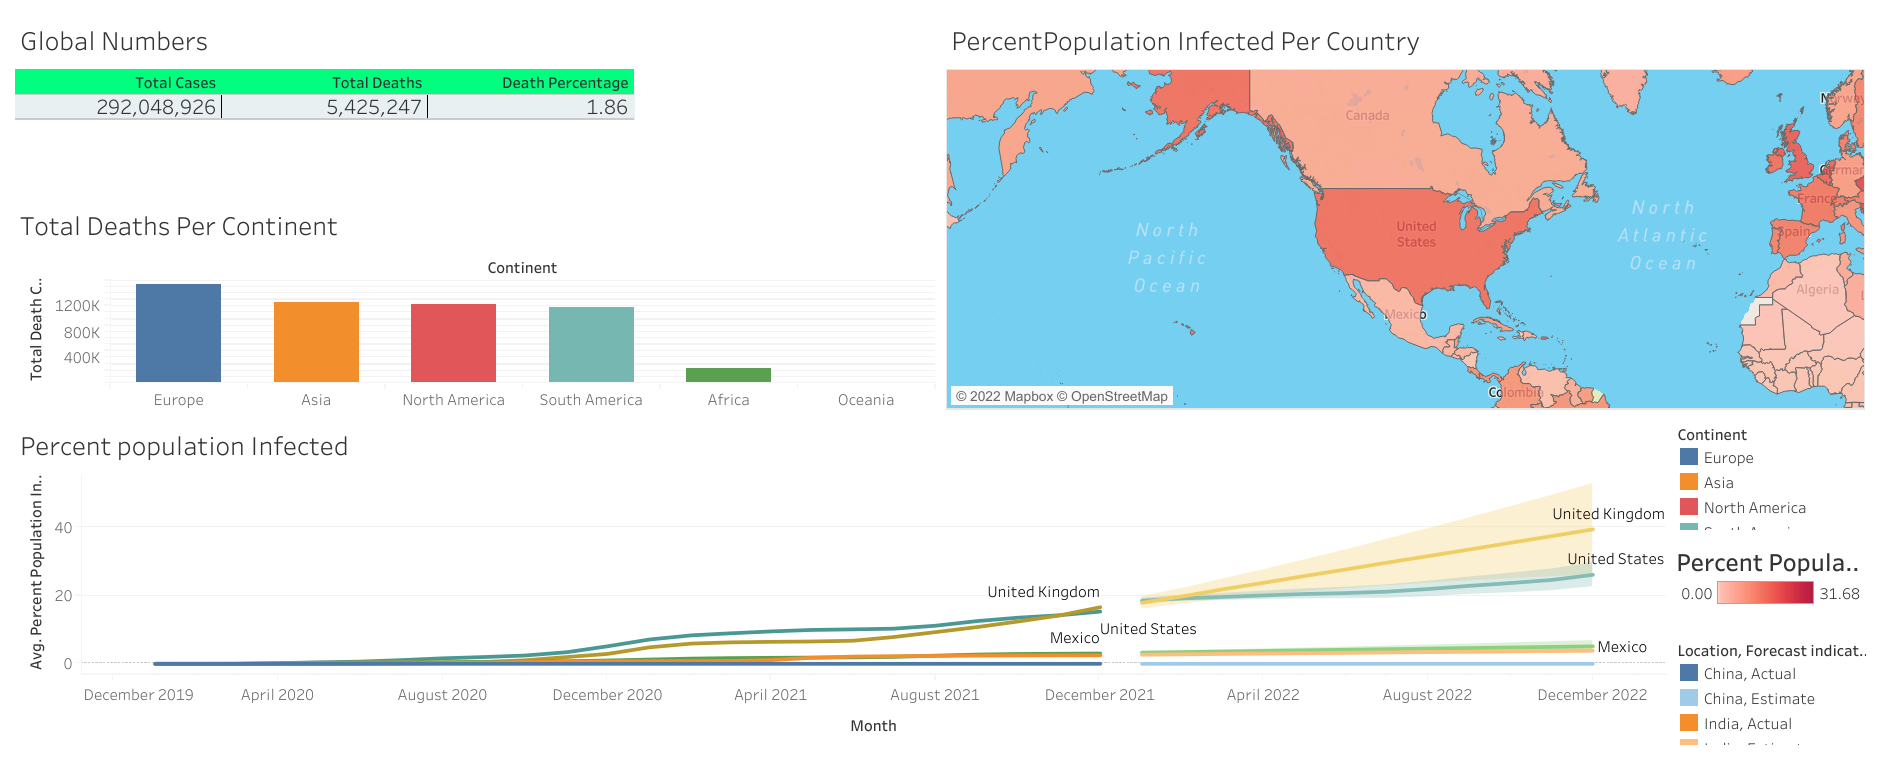 Global Numbers
Total Cases Total Deaths Death Percentage
292,048,926 5,425,247 1.86
Total Deaths Per Continent
Continent
Total Death C..
1200K
800K
400K
Europe Asia North America South America Africa Oceania
PercentPopulation Infected Per Country
Canada
Norway
United
States
German
France
Spain
North
Pacific
Ocean
North
Atlantic
Ocean
Algeria
Mexico
Colombi
© 2022 Mapbox © OpenStreetMap
Percent population Infected
Avg. Percent Population In..
40
20
0
United Kingdom
United States
Mexico
United Kingdom
United States
Mexico
December 2019 April 2020 August 2020 December 2020 April 2021 August 2021 December 2021 April 2022 August 2022 December 2022
Month
Continent
Europe
Asia
North America
Percent Popula..
0.00 31.68
Location, Forecast indicat..
China, Actual
China, Estimate
India, Actual